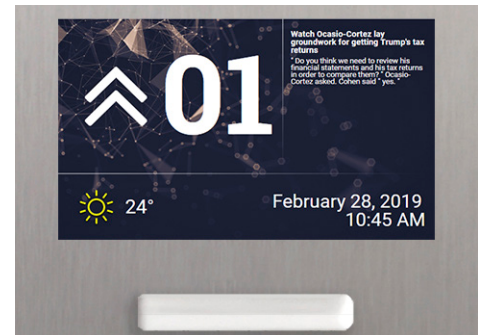 01
Watch Ocasio-Cortez lay
groundwork for getting Trump's tax
returns
" Do you think we need to review his
financial statements and his tax returns
in order to compare them? " Ocasio-
Cortez asked. Cohen said " yes. "
24°
February 28, 2019
10:45 AM